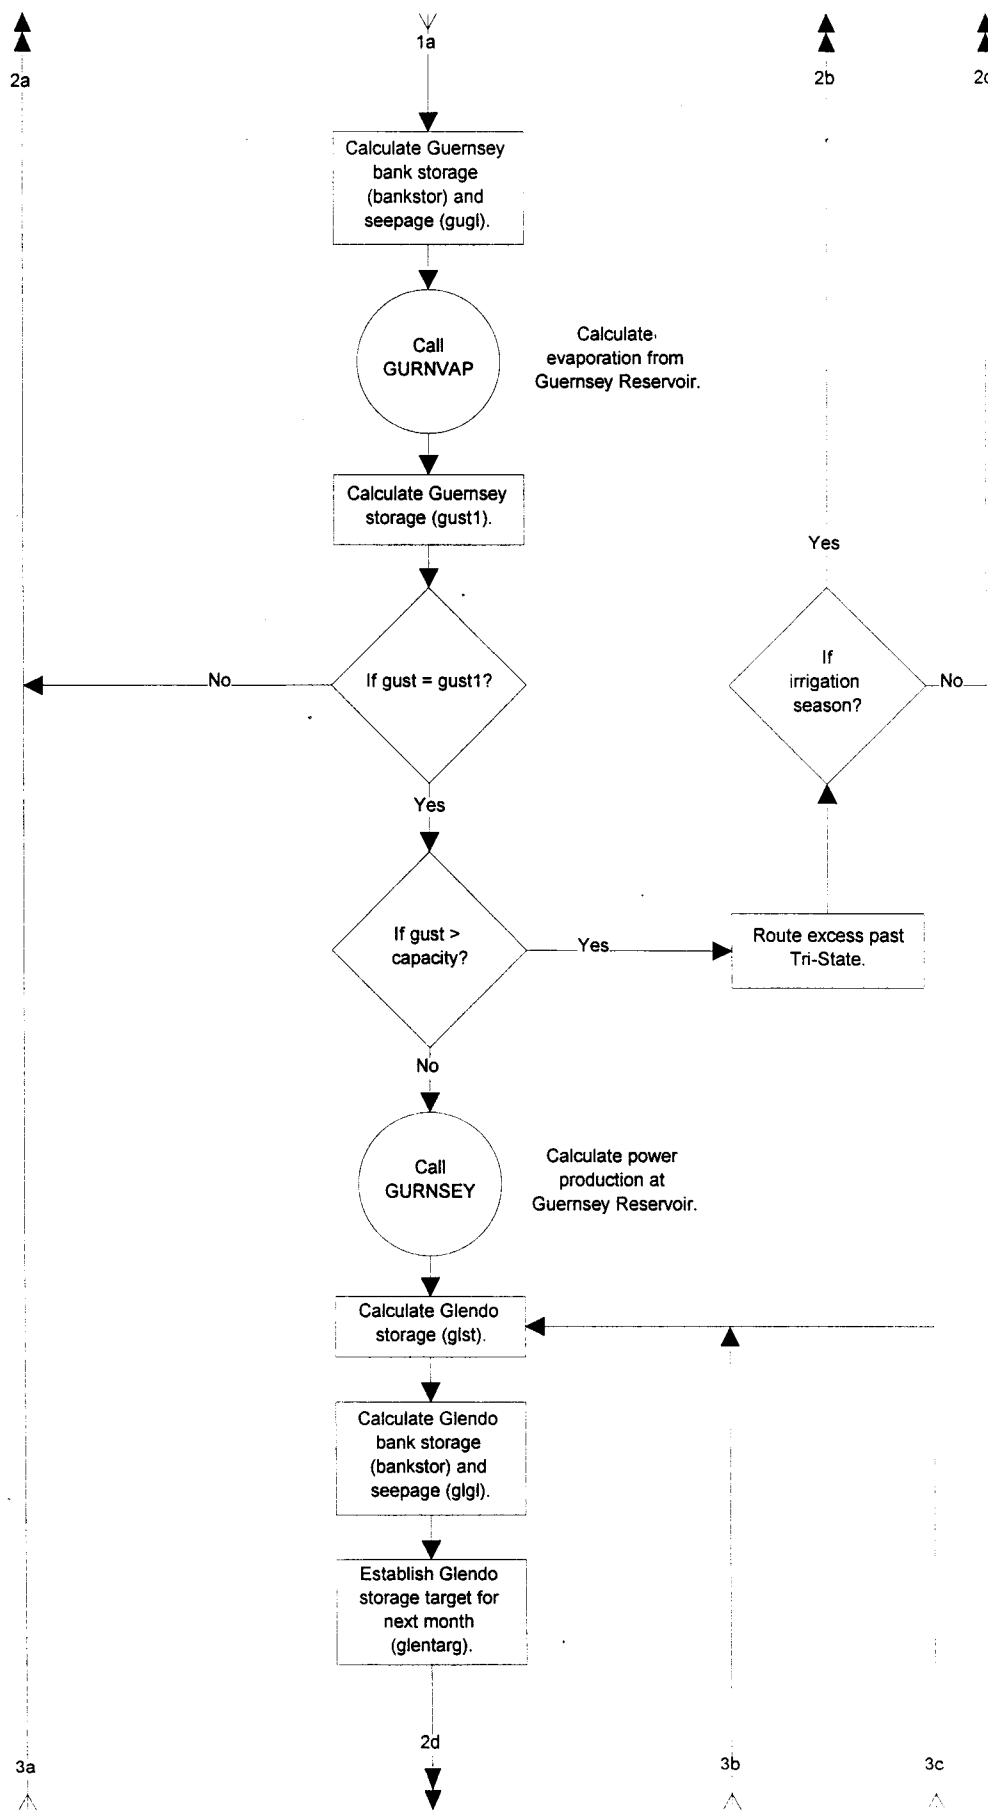 1a
2a
2b
2c
Calculate Guernsey
bank storage
(bankstor) and
seepage (gugl).
Call
GURNVAP
Calculate
evaporation from
Guernsey Reservoir.
Calculate Guernsey
storage (gust1).
Yes
If gust = gust1?
No
If
irrigation
season?
No
Yes
If gust >
capacity?
Yes
Route excess past
Tri-State.
No
Call
GURNSEY
Calculate power
production at
Guernsey Reservoir.
Calculate Glendo
storage (glst).
Calculate Glendo
bank storage
(bankstor) and
seepage (glgl).
Establish Glendo
storage target for
next month
(glentarg).
2d
3a
3b
3c